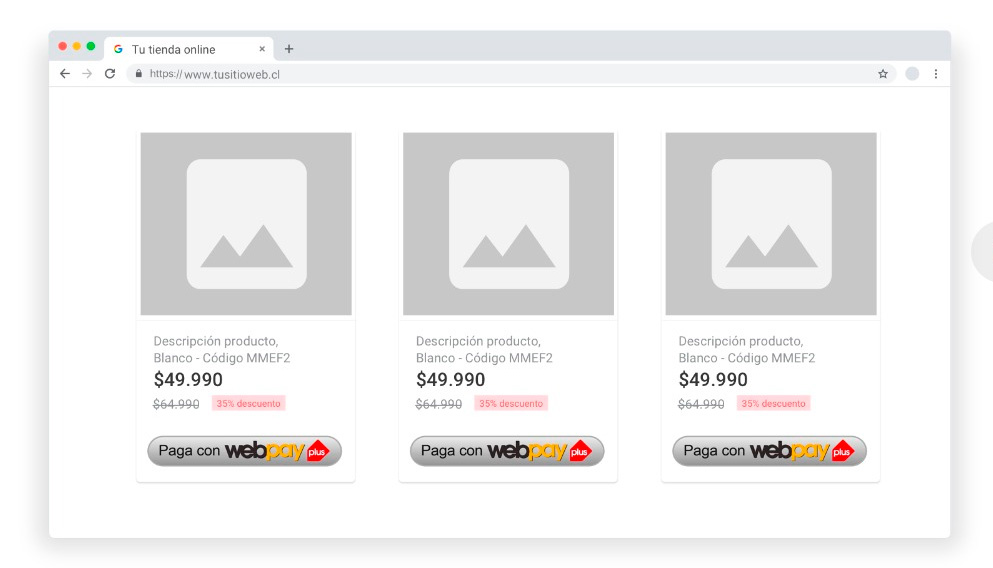 Tu tienda online
https://www.tusitioweb.cl
Descripción producto,
Blanco - Código MMEF2
$49.990
$64.990 35% descuento
Paga con webpay plus
Descripción producto,
Blanco - Código MMEF2
$49.990
$64.990 35% descuento
Paga con webpay plus
Descripción producto,
Blanco - Código MMEF2
$49.990
$64.990 35% descuento
Paga con webpay plus